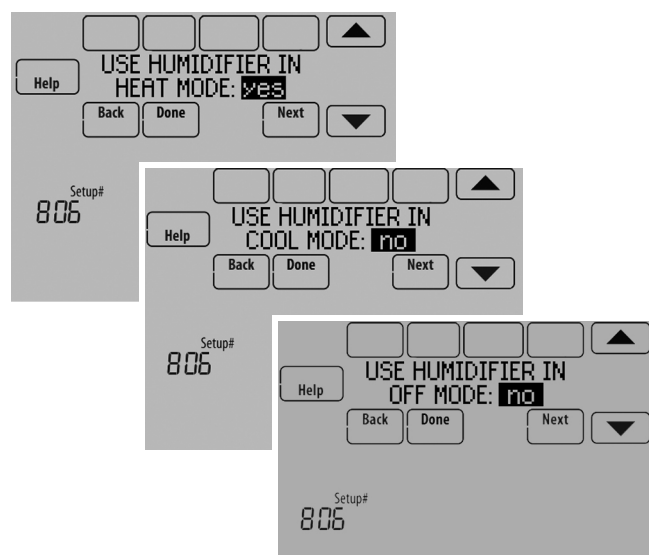 USE HUMIDIFIER IN
Help
HEAT MODE: yes
Back Done Next
Setup#
806
USE HUMIDIFIER IN
Help
COOL MODE: no
Back Done Next
Setup#
806
USE HUMIDIFIER IN
Help
OFF MODE: no
Back Done Next
Setup#
806